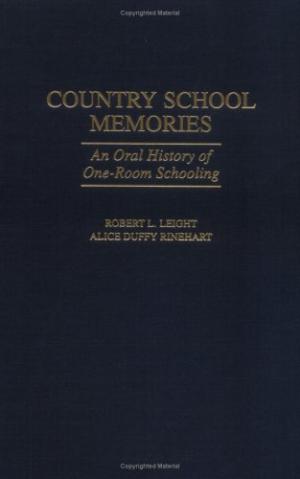 COUNTRY SCHOOL
MEMORIES
An Oral History of
One-Room Schooling
ROBERT L. LEIGHT
ALICE DUFFY RINEHART
Copyrighted Material
Copyrighted Material